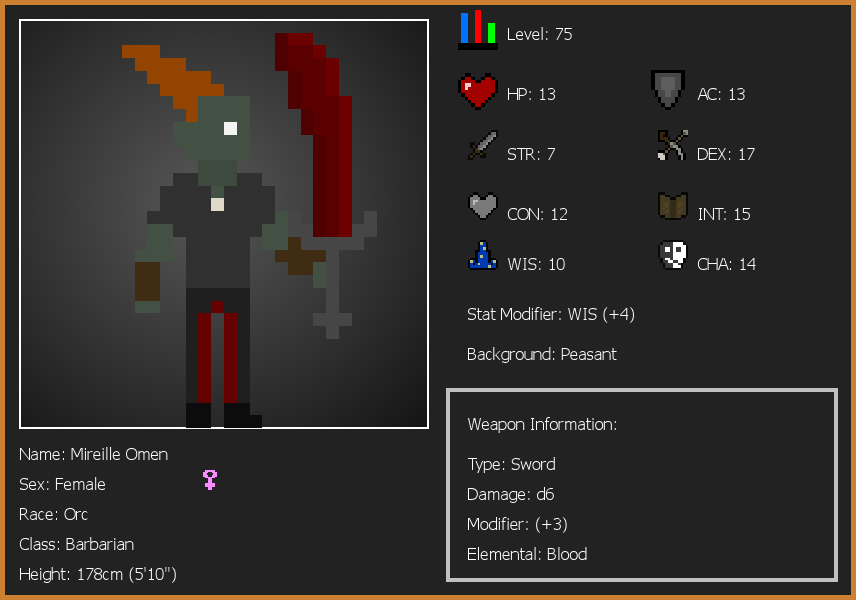 Level: 75
HP: 13
AC: 13
STR: 7
DEX: 17
CON: 12
INT: 15
WIS: 10
CHA: 14
Stat Modifier: WIS (+4)
Background: Peasant
Weapon Information:
Type: Sword
Damage: d6
Modifier: (+3)
Elemental: Blood
Name: Mireille Omen
Sex: Female
Race: Orc
Class: Barbarian
Height: 178cm (5'10")